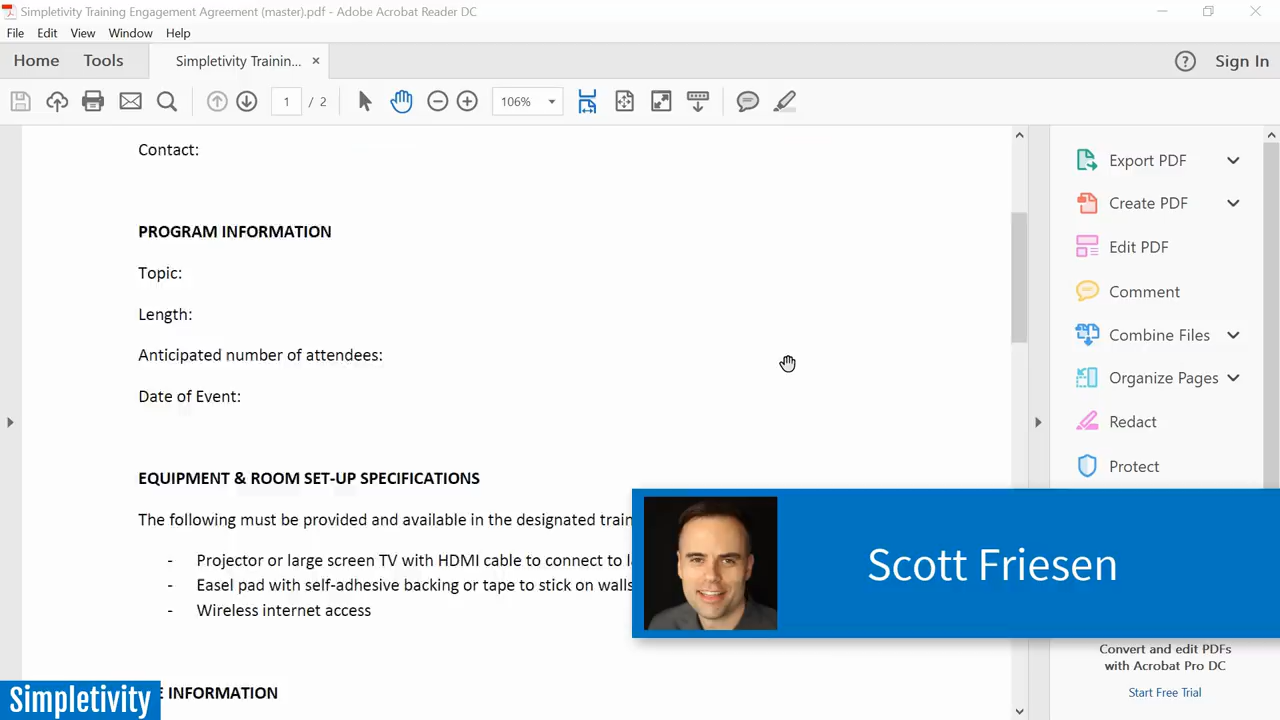 Simpletivity Training Engagement Agreement (master).pdf - Adobe Acrobat Reader DC
File Edit View Window Help
Home Tools Simpletivity Trainin... × Sign In
1 / 2 106%
Contact:
PROGRAM INFORMATION
Topic:
Length:
Anticipated number of attendees:
Date of Event:
EQUIPMENT & ROOM SET-UP SPECIFICATIONS
The following must be provided and available in the designated train
- Projector or large screen TV with HDMI cable to connect to l
- Easel pad with self-adhesive backing or tape to stick on walls
- Wireless internet access
E INFORMATION
Export PDF
Create PDF
Edit PDF
Comment
Combine Files
Organize Pages
Redact
Protect
Scott Friesen
Convert and edit PDFs
with Acrobat Pro DC
Start Free Trial
Simpletivity